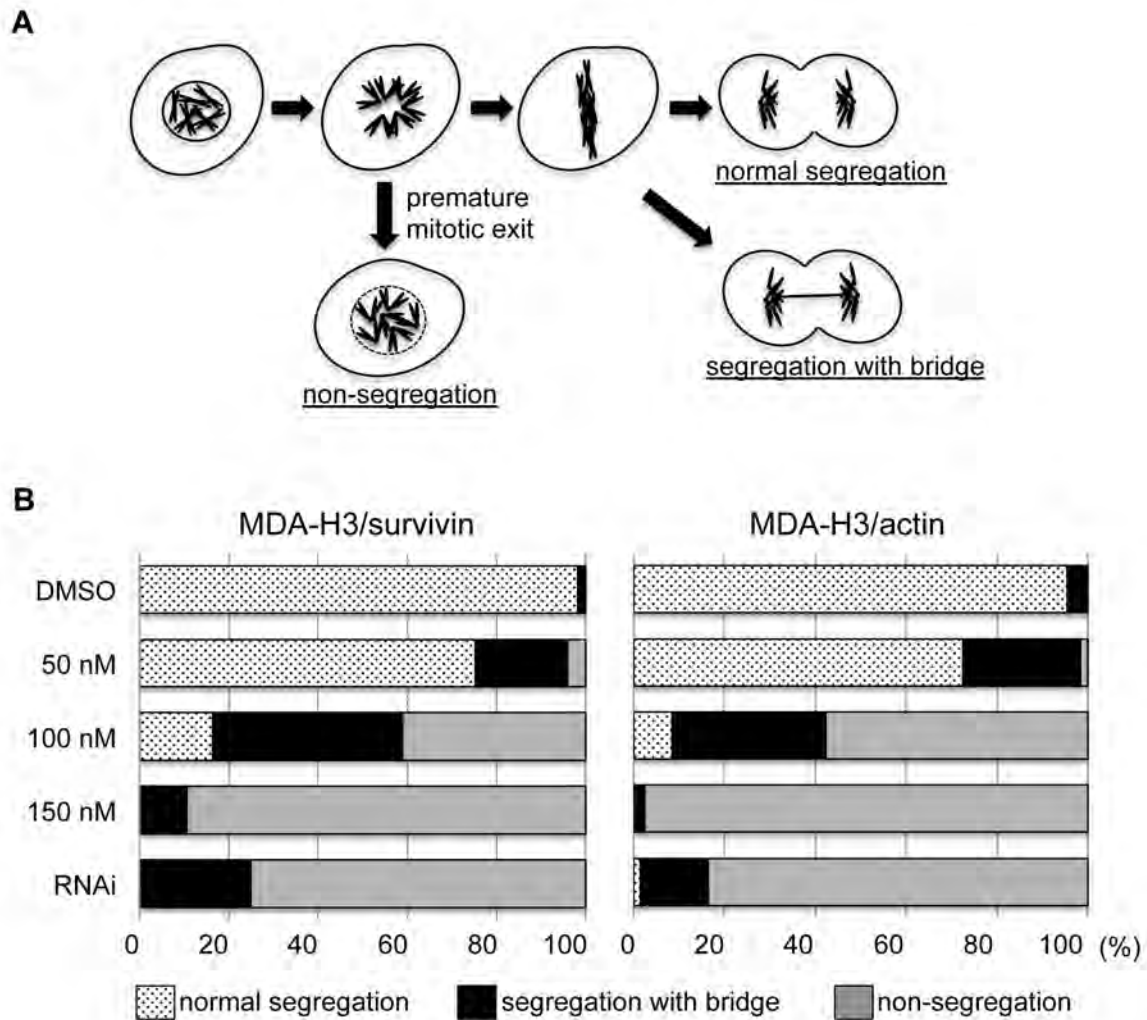 A
normal segregation
premature
mitotic exit
segregation with bridge
non-segregation
B
MDA-H3/survivin MDA-H3/actin
DMSO
50 nM
100 nM
150 nM
RNAi
0 20 40 60 80 100 0 20 40 60 80 100 (%)
normal segregation segregation with bridge non-segregation